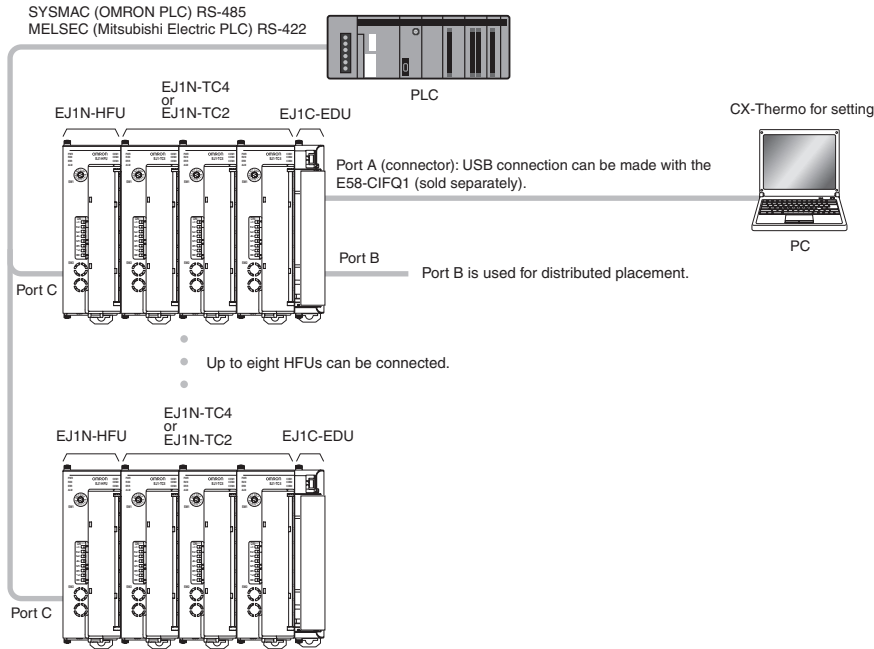 SYSMAC (OMRON PLC) RS-485
MELSEC (Mitsubishi Electric PLC) RS-422
PLC
EJ1N-HFU
EJ1N-TC4
or
EJ1N-TC2
EJ1C-EDU
CX-Thermo for setting
Port A (connector): USB connection can be made with the
E58-CIFQ1 (sold separately).
PC
Port B
Port B is used for distributed placement.
Port C
Up to eight HFUs can be connected.
EJ1N-HFU
EJ1N-TC4
or
EJ1N-TC2
EJ1C-EDU
Port C